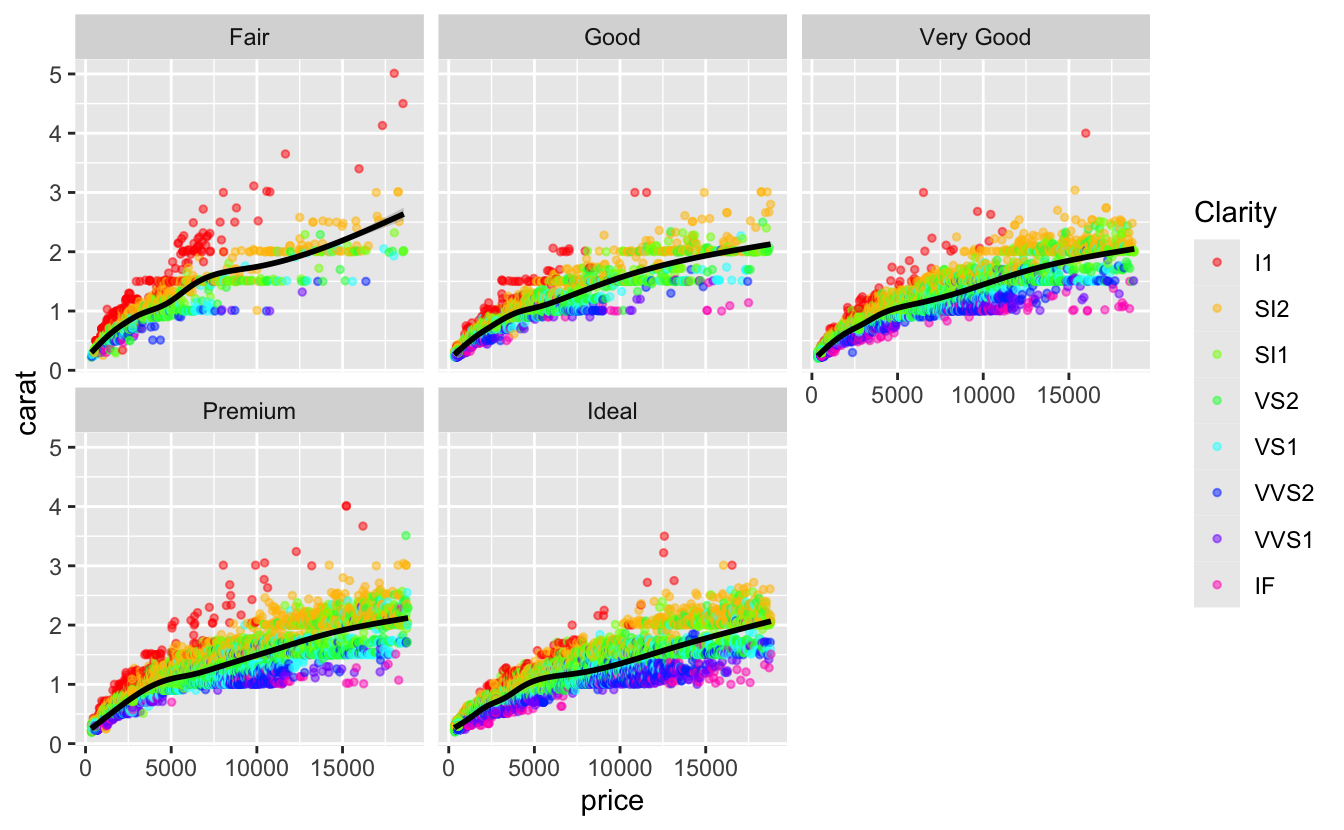 Fair
Good
Very Good
5
4
3
2
1
0
0 5000 10000 15000
Premium
Ideal
5
4
3
2
1
0
0 5000 10000 15000
0 5000 10000 15000
carat
price
Clarity
I1
SI2
SI1
VS2
VS1
VVS2
VVS1
IF